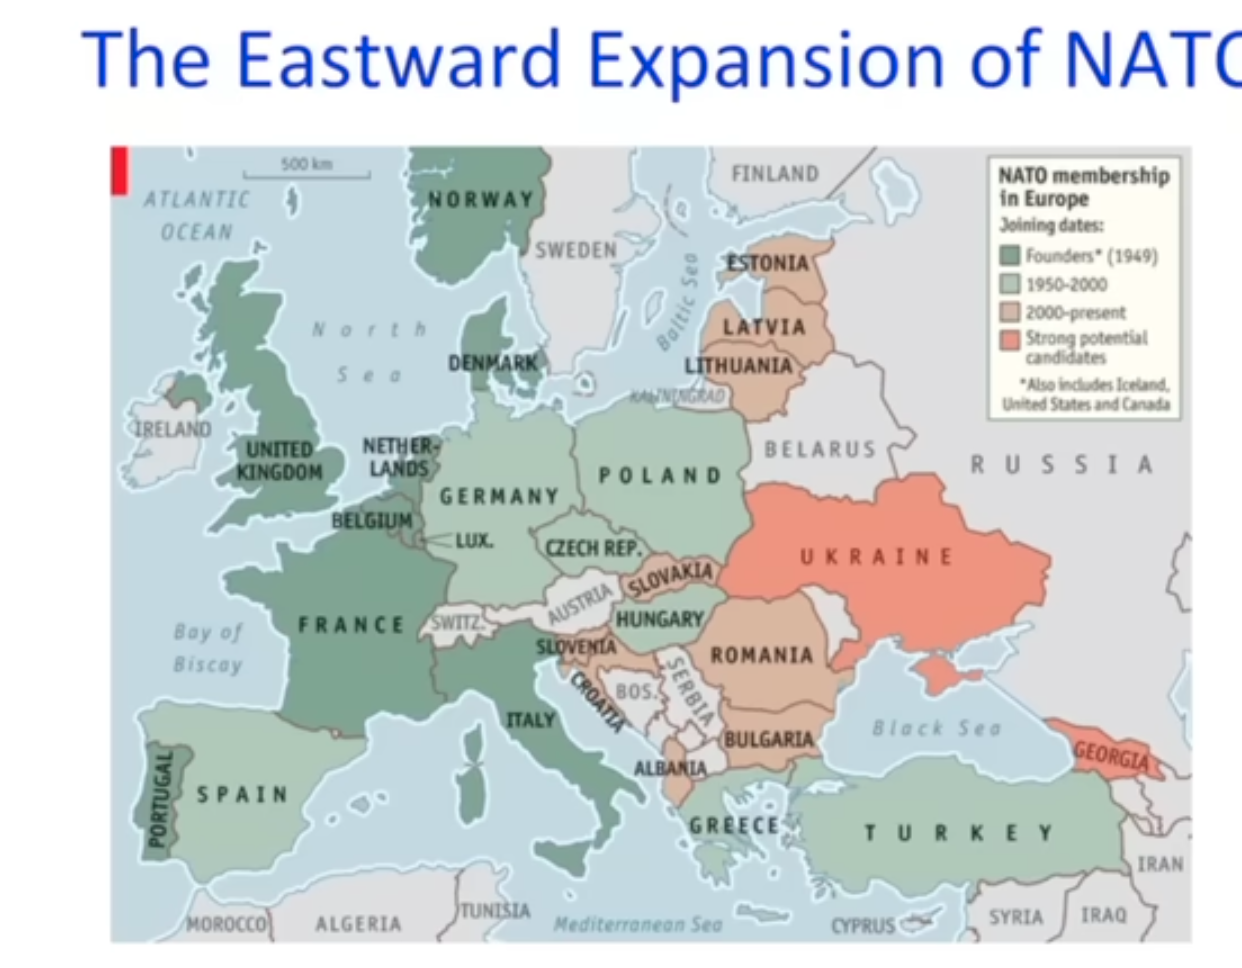 The Eastward Expansion of NATO
500 km
ATLANTIC
OCEAN
NORWAY
SWEDEN
FINLAND
NATO membership
in Europe
Joining dates:
Founders* (1949)
1950-2000
2000-present
Strong potential
candidates
*Also includes Iceland,
United States and Canada
ESTONIA
Baltic Sea
LATVIA
LITHUANIA
KALININGRAD
North
Sea
DENMARK
IRELAND
UNITED
KINGDOM
NETHER-
LANDS
BELGIUM
LUX.
GERMANY
POLAND
BELARUS
RUSSIA
CZECH REP.
SLOVAKIA
UKRAINE
FRANCE
SWITZ.
AUSTRIA
HUNGARY
Bay of
Biscay
SLOVENIA
CROATIA
BOS.
SERBIA
ROMANIA
ITALY
BULGARIA
Black Sea
GEORGIA
ALBANIA
PORTUGAL
SPAIN
GREECE
TURKEY
IRAN
MOROCCO
ALGERIA
TUNISIA
Mediterranean Sea
CYPRUS
SYRIA
IRAQ